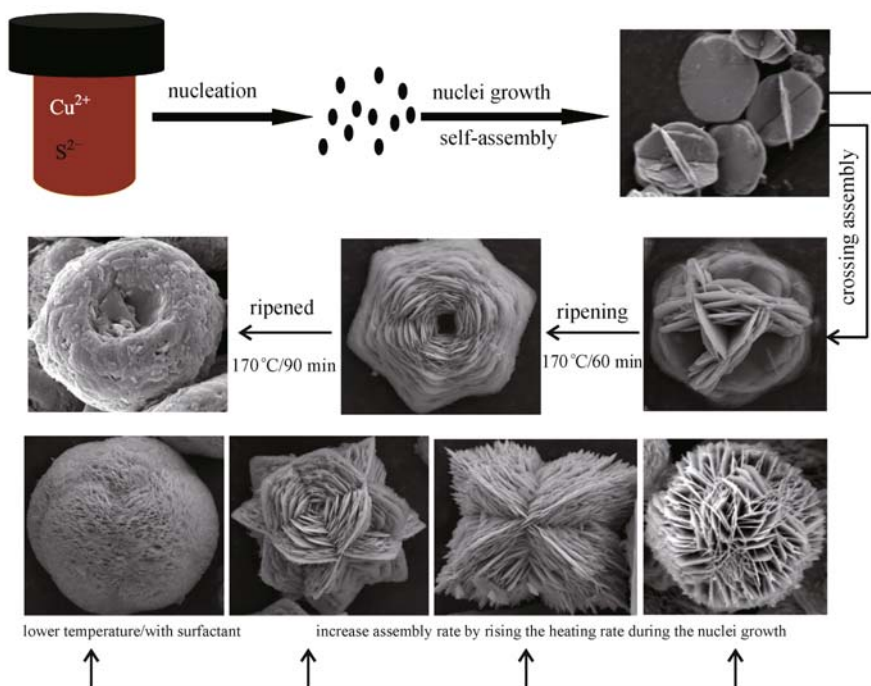 Cu²⁺
S²⁻
nucleation
nuclei growth
self-assembly
crossing assembly
ripened
170°C/90 min
ripening
170°C/60 min
lower temperature/with surfactant
increase assembly rate by rising the heating rate during the nuclei growth